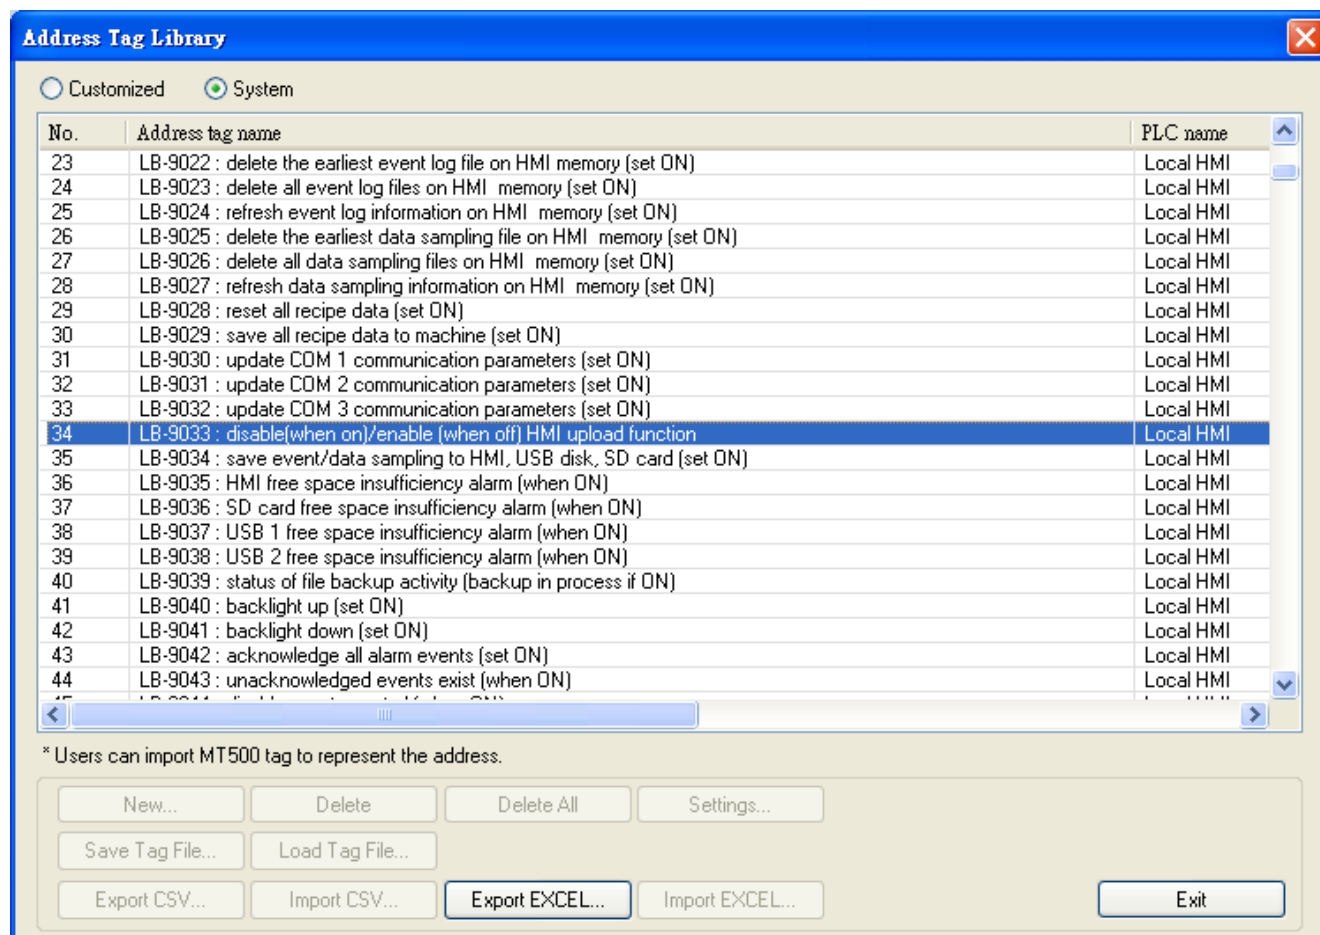 Address Tag Library
Customized System
No. Address tag name PLC name
23 LB-9022 : delete the earliest event log file on HMI memory (set ON) Local HMI
24 LB-9023 : delete all event log files on HMI  memory (set ON) Local HMI
25 LB-9024 : refresh event log information on HMI  memory (set ON) Local HMI
26 LB-9025 : delete the earliest data sampling file on HMI  memory (set ON) Local HMI
27 LB-9026 : delete all data sampling files on HMI  memory (set ON) Local HMI
28 LB-9027 : refresh data sampling information on HMI  memory (set ON) Local HMI
29 LB-9028 : reset all recipe data (set ON) Local HMI
30 LB-9029 : save all recipe data to machine (set ON) Local HMI
31 LB-9030 : update COM 1 communication parameters (set ON) Local HMI
32 LB-9031 : update COM 2 communication parameters (set ON) Local HMI
33 LB-9032 : update COM 3 communication parameters (set ON) Local HMI
34 LB-9033 : disable(when on)/enable (when off) HMI upload function Local HMI
35 LB-9034 : save event/data sampling to HMI, USB disk, SD card (set ON) Local HMI
36 LB-9035 : HMI free space insufficiency alarm (when ON) Local HMI
37 LB-9036 : SD card free space insufficiency alarm (when ON) Local HMI
38 LB-9037 : USB 1 free space insufficiency alarm (when ON) Local HMI
39 LB-9038 : USB 2 free space insufficiency alarm (when ON) Local HMI
40 LB-9039 : status of file backup activity (backup in process if ON) Local HMI
41 LB-9040 : backlight up (set ON) Local HMI
42 LB-9041 : backlight down (set ON) Local HMI
43 LB-9042 : acknowledge all alarm events (set ON) Local HMI
44 LB-9043 : unacknowledged events exist (when ON) Local HMI
* Users can import MT500 tag to represent the address.
New... Delete Delete All Settings...
Save Tag File... Load Tag File...
Export CSV... Import CSV... Export EXCEL... Import EXCEL... Exit